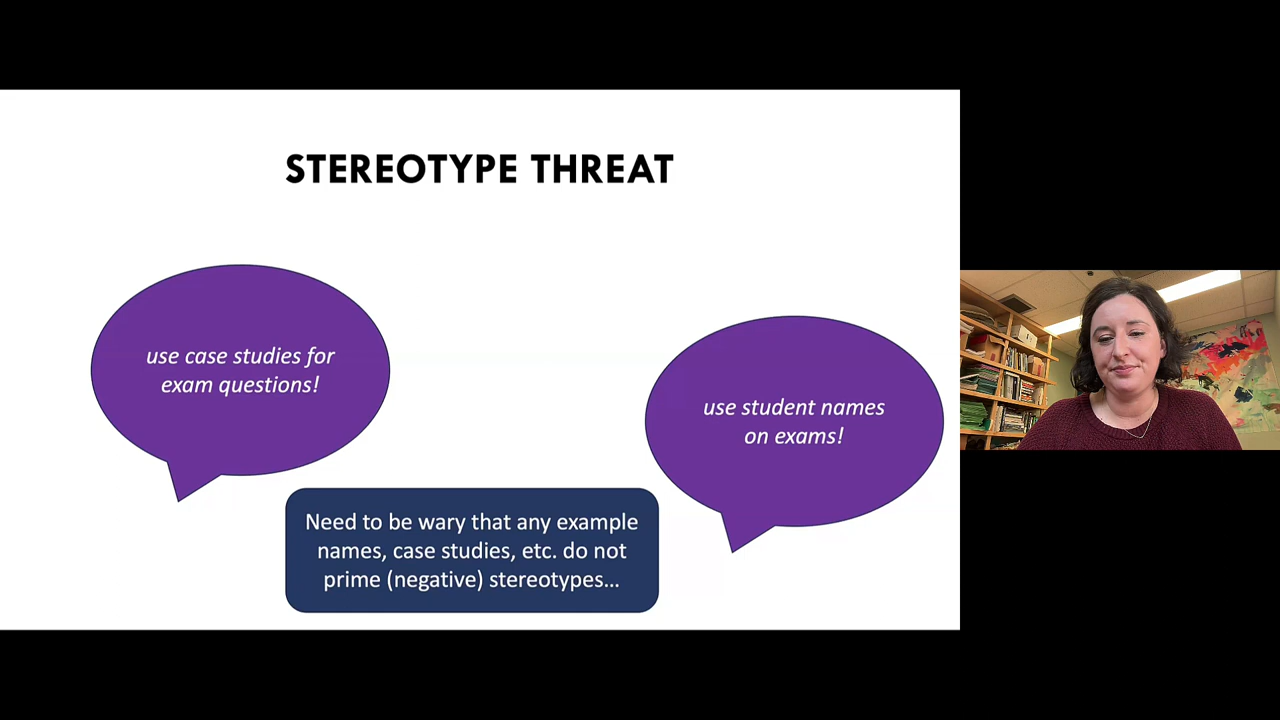 STEREOTYPE THREAT
use case studies for
exam questions!
use student names
on exams!
Need to be wary that any example
names, case studies, etc. do not
prime (negative) stereotypes...